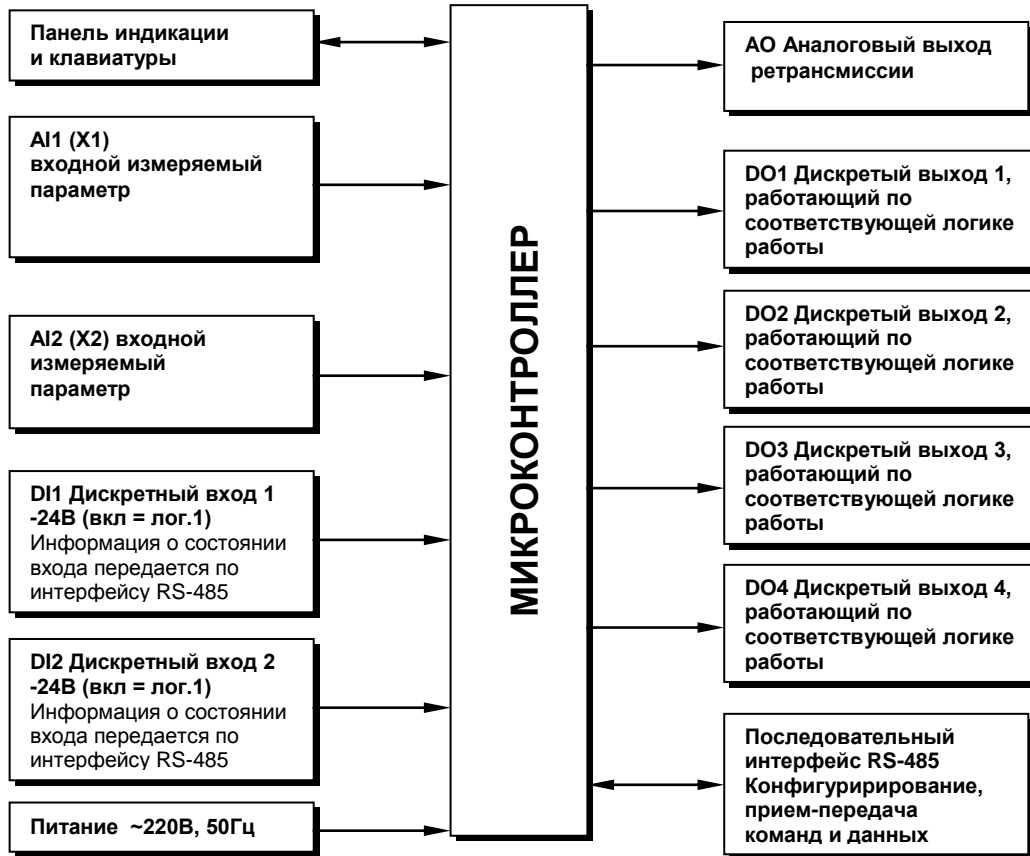 Панель индикации
и клавиатуры
AI1 (X1)
входной измеряемый
параметр
AI2 (X2) входной
измеряемый
параметр
DI1 Дискретный вход 1
-24В (вкл = лог.1)
Информация о состоянии
входа передается по
интерфейсу RS-485
DI2 Дискретный вход 2
-24В (вкл = лог.1)
Информация о состоянии
входа передается по
интерфейсу RS-485
Питание ~220В, 50Гц
МИКРОКОНТРОЛЛЕР
АО Аналоговый выход
ретрансмиссии
DO1 Дискретый выход 1,
работающий по
соответствующей логике
работы
DO2 Дискретый выход 2,
работающий по
соответствующей логике
работы
DO3 Дискретый выход 3,
работающий по
соответствующей логике
работы
DO4 Дискретый выход 4,
работающий по
соответствующей логике
работы
Последовательный
интерфейс RS-485
Конфигуририрование,
прием-передача
команд и данных